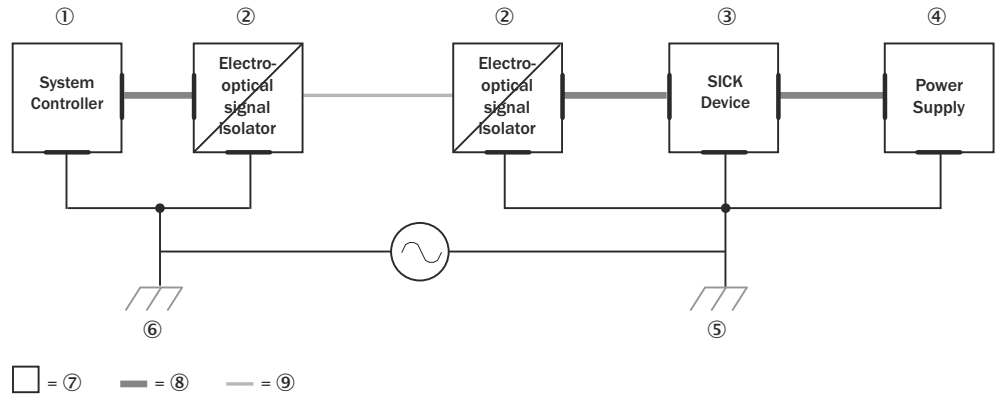 ① ② ② ③ ④
System
Controller
Electro-
optical
signal
isolator
Electro-
optical
signal
isolator
SICK
Device
Power
Supply
⑥ ⑤
= ⑦ = ⑧ = ⑨